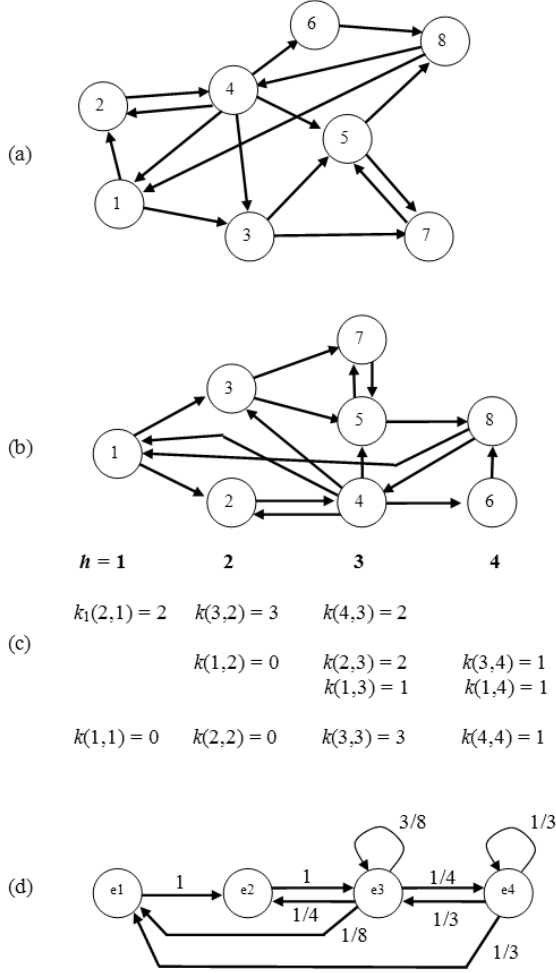 (a)
6
8
2
4
5
1
3
7
(b)
7
3
5
8
1
2
4
6
h = 1 2 3 4
(c)
k1(2,1) = 2 k(3,2) = 3 k(4,3) = 2
k(1,2) = 0 k(2,3) = 2 k(3,4) = 1
k(1,3) = 1 k(1,4) = 1
k(1,1) = 0 k(2,2) = 0 k(3,3) = 3 k(4,4) = 1
(d)
3/8 1/3
e1 1 e2 1 e3 1/4 e4
1/4 1/3
1/8
1/3